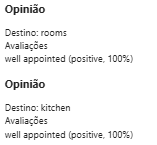 Opinião
Destino: rooms
Avaliações
well appointed (positive, 100%)
Opinião
Destino: kitchen
Avaliações
well appointed (positive, 100%)